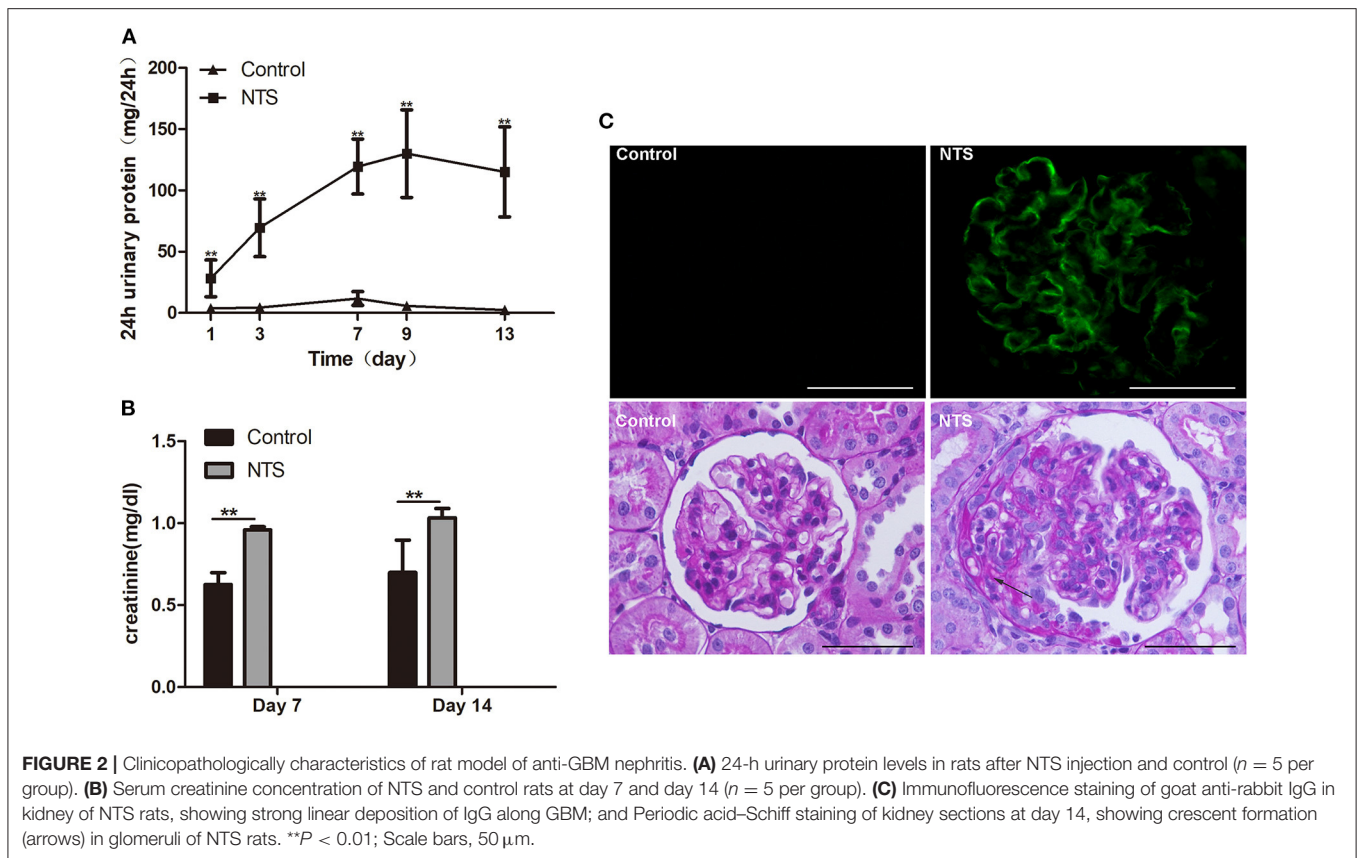 A
200
150
100
50
0
24h urinary protein (mg/24h)
Control
NTS
**
**
**
**
**
1
3
7
9
13
Time (day)
B
1.5
1.0
0.5
0.0
creatinine(mg/dl)
Control
NTS
**
**
Day 7
Day 14
C
Control
NTS
Control
NTS
FIGURE 2 | Clinicopathologically characteristics of rat model of anti-GBM nephritis. (A) 24-h urinary protein levels in rats after NTS injection and control (n = 5 per
group). (B) Serum creatinine concentration of NTS and control rats at day 7 and day 14 (n = 5 per group). (C) Immunofluorescence staining of goat anti-rabbit IgG in
kidney of NTS rats, showing strong linear deposition of IgG along GBM; and Periodic acid–Schiff staining of kidney sections at day 14, showing crescent formation
(arrows) in glomeruli of NTS rats. **P < 0.01; Scale bars, 50 μm.